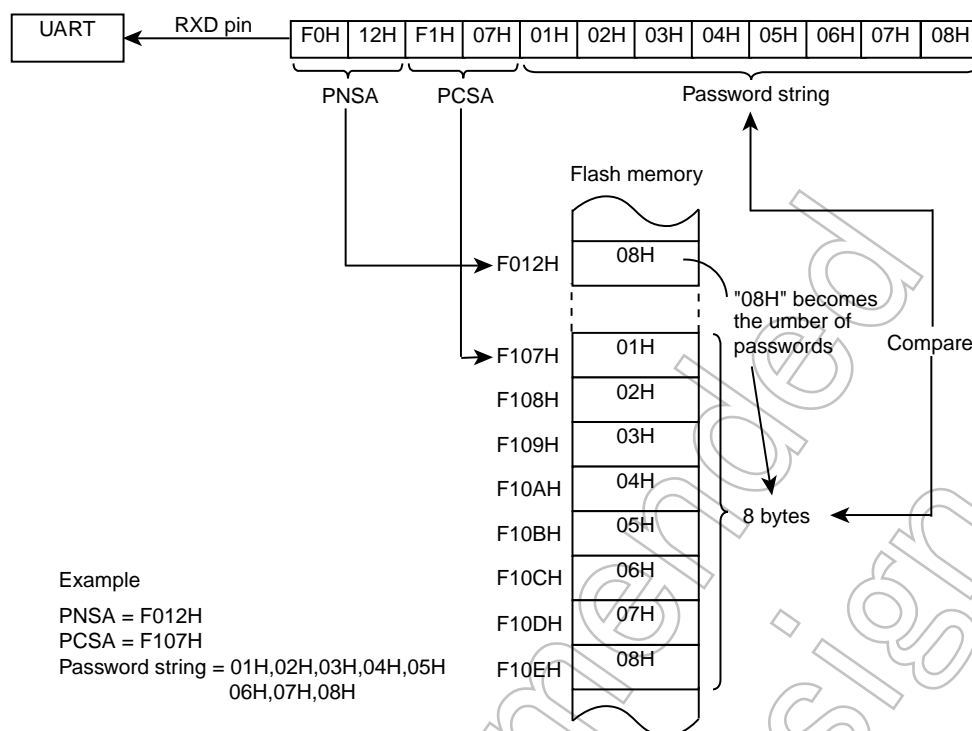 UART
RXD pin
F0H 12H F1H 07H 01H 02H 03H 04H 05H 06H 07H 08H
PNSA PCSA Password string
Flash memory
F012H 08H
"08H" becomes
the umber of
passwords
Compare
F107H 01H
F108H 02H
F109H 03H
F10AH 04H
F10BH 05H
8 bytes
F10CH 06H
F10DH 07H
F10EH 08H
Example
PNSA = F012H
PCSA = F107H
Password string = 01H,02H,03H,04H,05H
06H,07H,08H
mended
sign